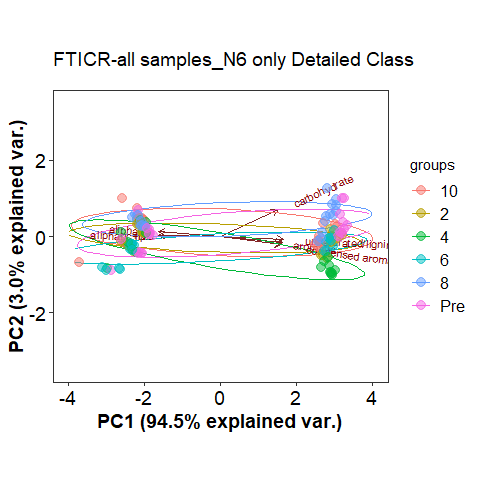 FTICR-all samples_N6 only Detailed Class
PC2 (3.0% explained var.)
2
0
-2
-4
-2
0
2
4
PC1 (94.5% explained var.)
carbohydrate
groups
10
2
4
6
8
Pre